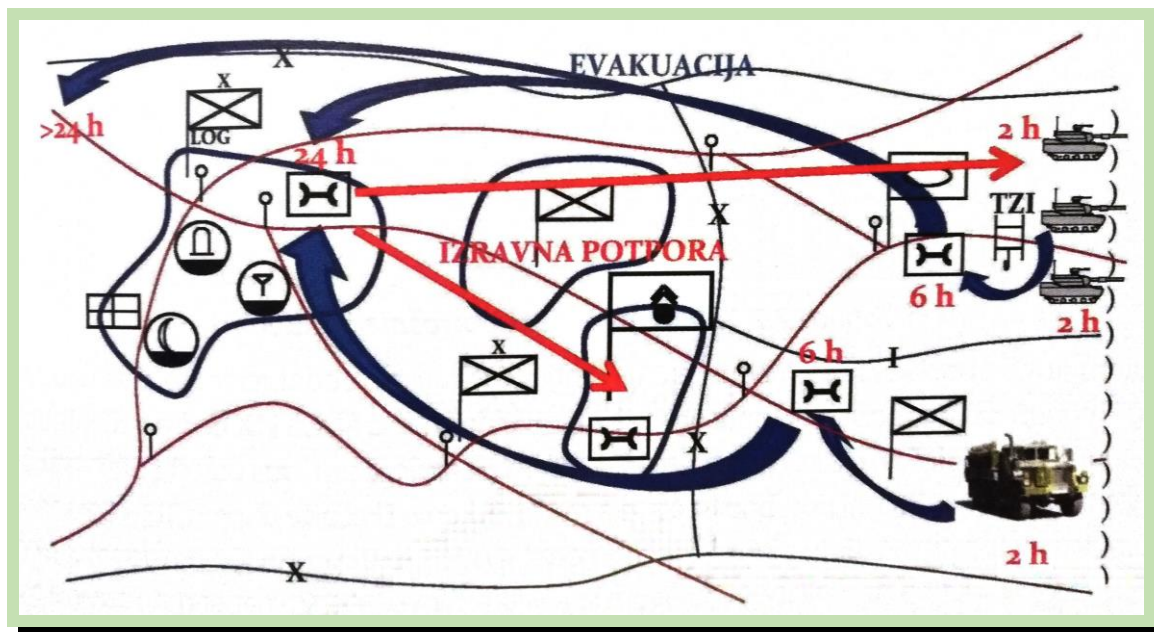 X
EVAKUACIJA
X
>24 h
LOG
24 h
2 h
X
TZI
IZRAVNA POTPORA
6 h
2 h
X
6 h
I
X
2 h
X